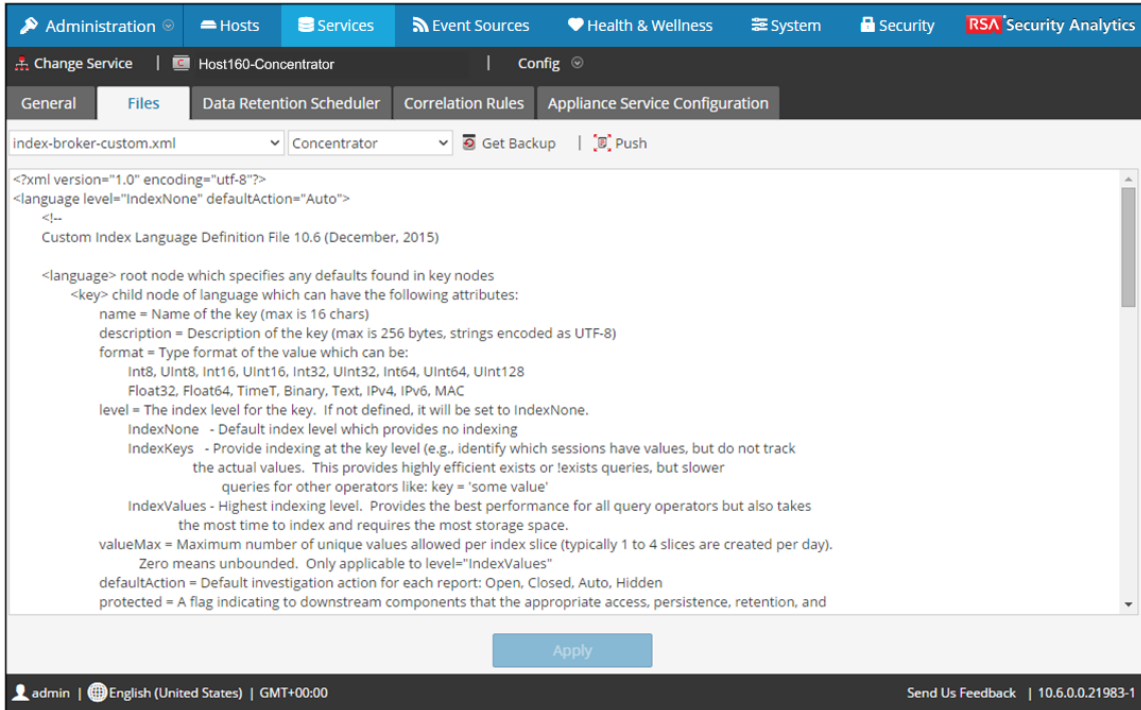 Administration Hosts Services Event Sources Health & Wellness System Security RSA Security Analytics
Change Service | Host160-Concentrator | Config
General Files Data Retention Scheduler Correlation Rules Appliance Service Configuration
index-broker-custom.xml Concentrator Get Backup | Push
<?xml version="1.0" encoding="utf-8"?>
<language level="IndexNone" defaultAction="Auto">
<!--
Custom Index Language Definition File 10.6 (December, 2015)
<language> root node which specifies any defaults found in key nodes
<key> child node of language which can have the following attributes:
name = Name of the key (max is 16 chars)
description = Description of the key (max is 256 bytes, strings encoded as UTF-8)
format = Type format of the value which can be:
Int8, UInt8, Int16, UInt16, Int32, UInt32, Int64, UInt64, UInt128
Float32, Float64, TimeT, Binary, Text, IPv4, IPv6, MAC
level = The index level for the key. If not defined, it will be set to IndexNone.
IndexNone - Default index level which provides no indexing
IndexKeys - Provide indexing at the key level (e.g., identify which sessions have values, but do not track
the actual values. This provides highly efficient exists or !exists queries, but slower
queries for other operators like: key = 'some value'
IndexValues - Highest indexing level. Provides the best performance for all query operators but also takes
the most time to index and requires the most storage space.
valueMax = Maximum number of unique values allowed per index slice (typically 1 to 4 slices are created per day).
Zero means unbounded. Only applicable to level="IndexValues"
defaultAction = Default investigation action for each report: Open, Closed, Auto, Hidden
protected = A flag indicating to downstream components that the appropriate access, persistence, retention, and
Apply
admin | English (United States) | GMT+00:00 Send Us Feedback | 10.6.0.0.21983-1